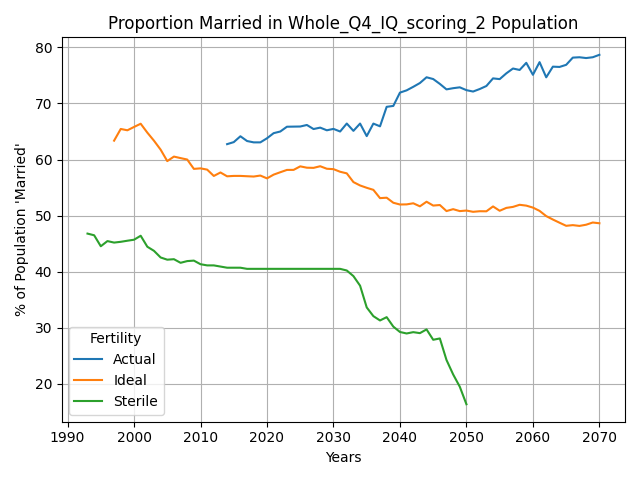 Proportion Married in Whole_Q4_IQ_scoring_2 Population
% of Population 'Married'
80
70
60
50
40
30
20
Fertility
Actual
Ideal
Sterile
1990 2000 2010 2020 2030 2040 2050 2060 2070
Years